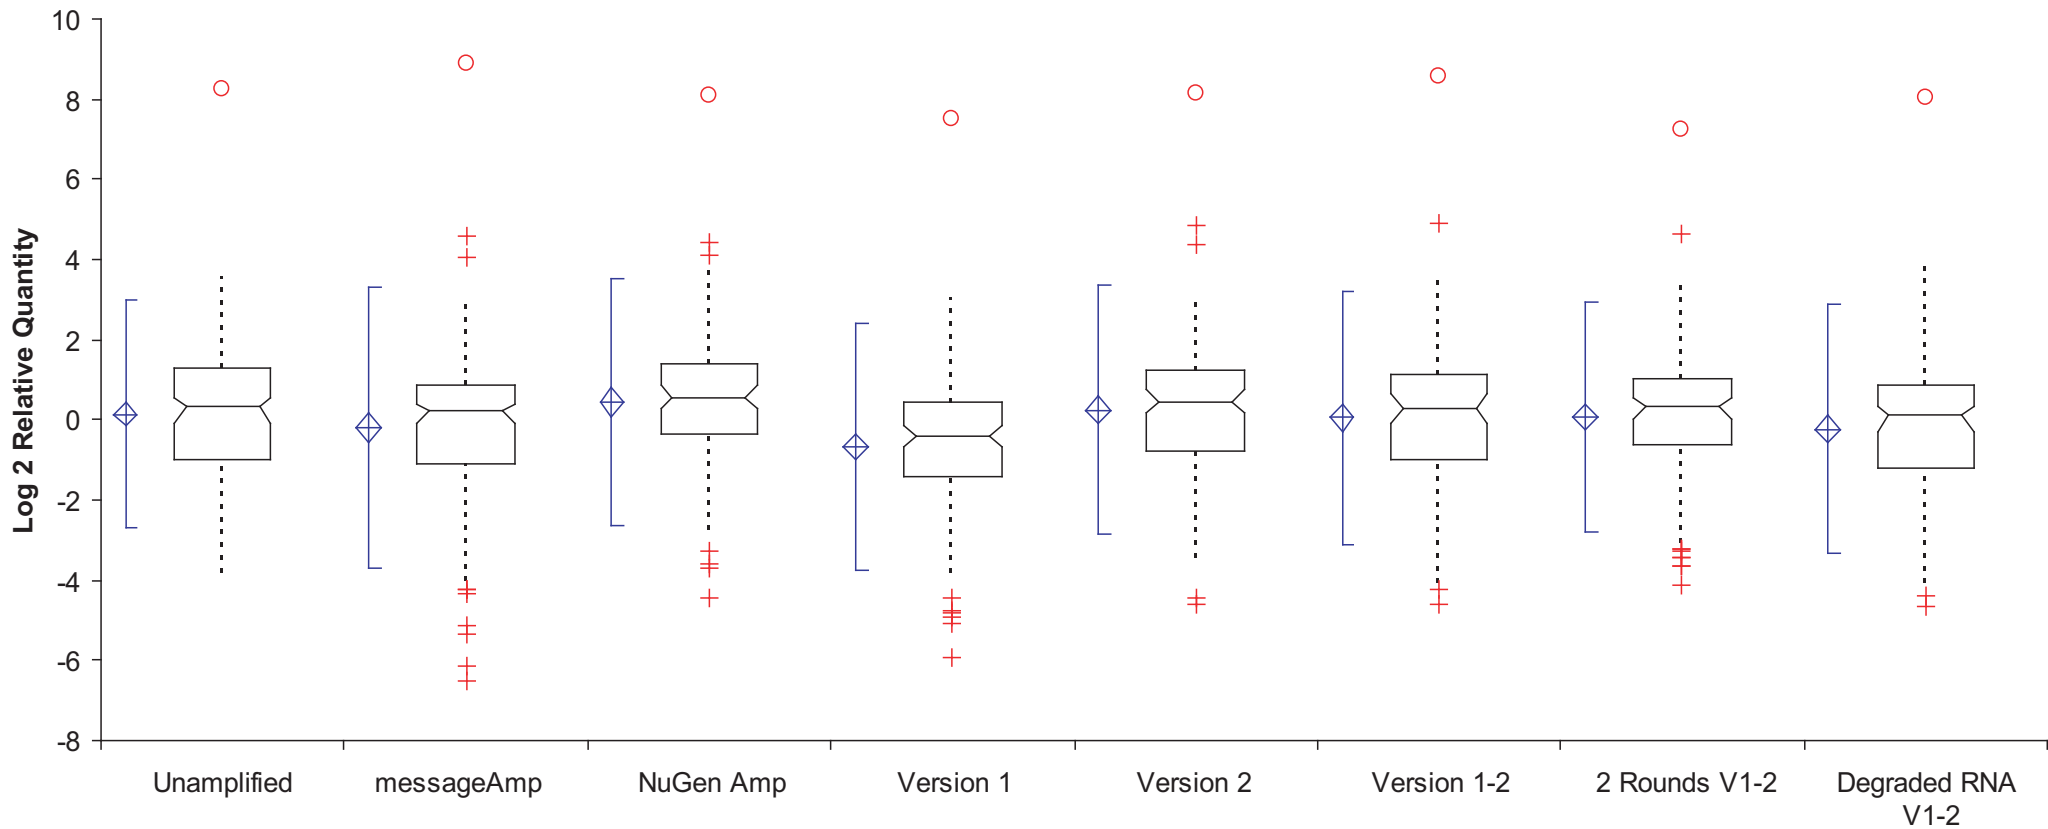 10
8
6
4
2
0
-2
-4
-6
-8
Log 2 Relative Quantity
Unamplified
messageAmp
NuGen Amp
Version 1
Version 2
Version 1-2
2 Rounds V1-2
Degraded RNA
V1-2